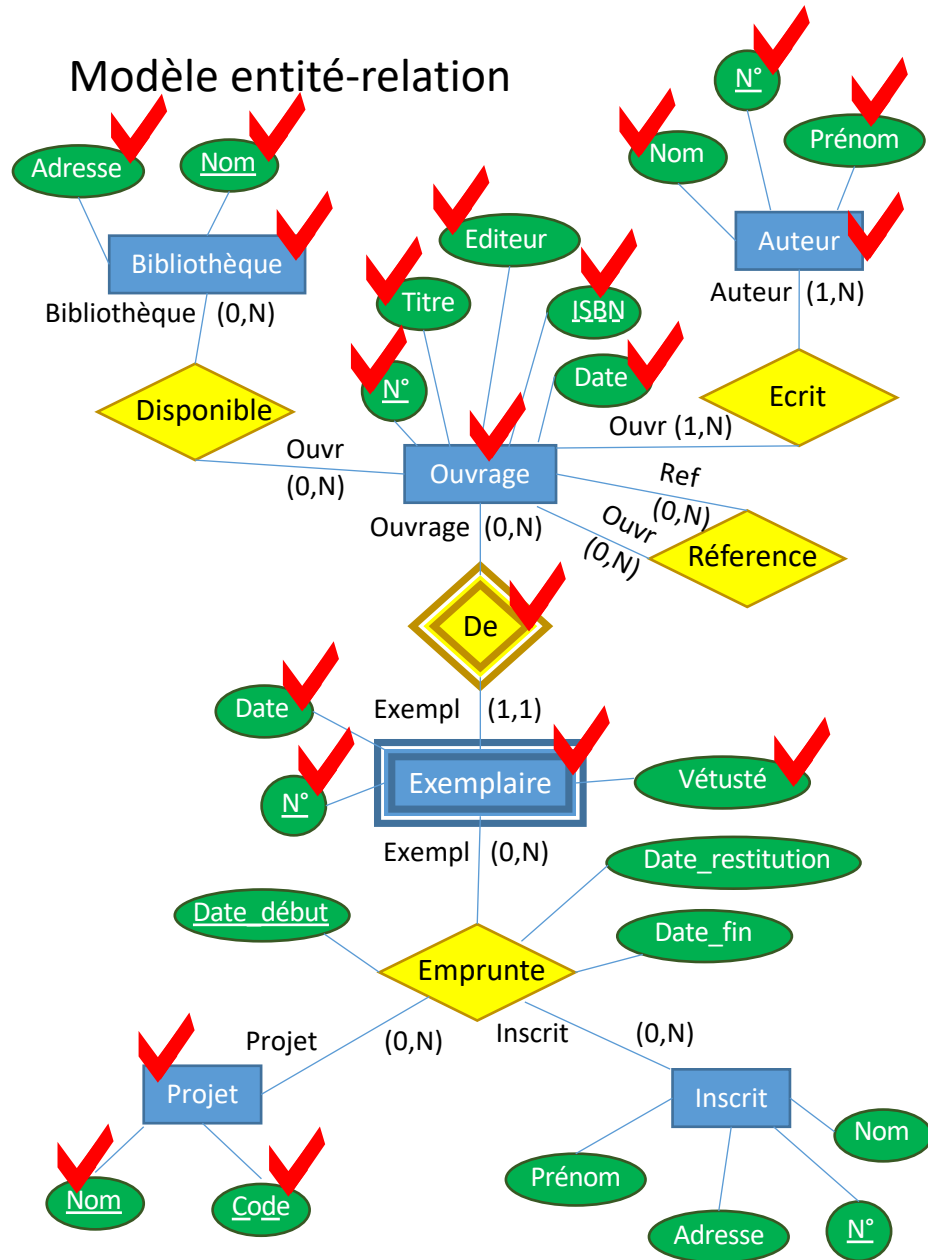 Modèle entité-relation
N°
Adresse
Nom
Nom
Prénom
Editeur
Bibliothèque
Auteur
Bibliothèque (0,N)
Titre
ISBN
Auteur (1,N)
N°
Date
Disponible
Ecrit
Ouvr
(0,N)
Ouvr (1,N)
Ouvrage
Ref
(0,N)
Ouvrage (0,N)
Ouvr
(0,N)
Réference
De
Date
Exempl (1,1)
N°
Exemplaire
Vétusté
Exempl (0,N)
Date_restitution
Date_début
Date_fin
Emprunte
Projet (0,N)
Inscrit (0,N)
Projet
Inscrit
Nom
Prénom
Nom
Code
Adresse
N°